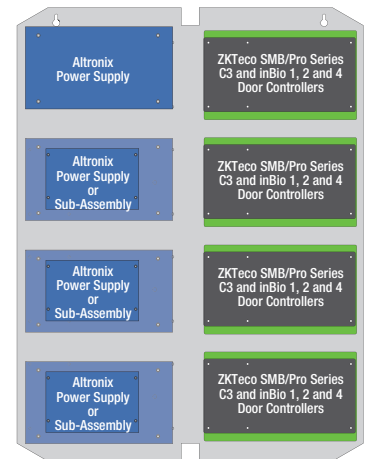 Altronix
Power Supply
ZKTeco SMB/Pro Series
C3 and inBio 1, 2 and 4
Door Controllers
Altronix
Power Supply
or
Sub-Assembly
ZKTeco SMB/Pro Series
C3 and inBio 1, 2 and 4
Door Controllers
Altronix
Power Supply
or
Sub-Assembly
ZKTeco SMB/Pro Series
C3 and inBio 1, 2 and 4
Door Controllers
Altronix
Power Supply
or
Sub-Assembly
ZKTeco SMB/Pro Series
C3 and inBio 1, 2 and 4
Door Controllers